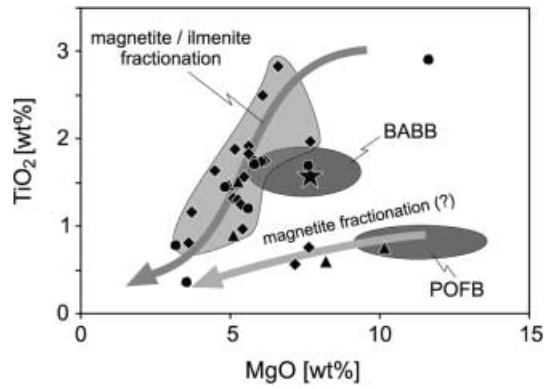 magnetite / ilmenite
fractionation
BABB
magnetite fractionation (?)
POFB
TiO₂ [wt%]
3
2
1
0
0
5
10
15
MgO [wt%]